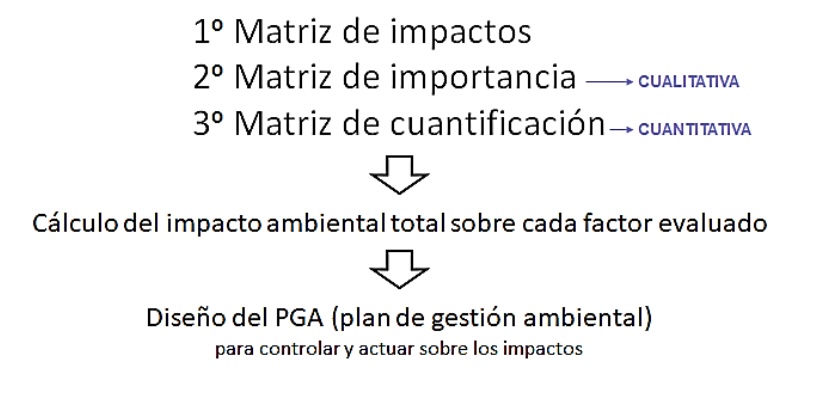 1º Matriz de impactos
2º Matriz de importancia → CUALITATIVA
3º Matriz de cuantificación → CUANTITATIVA
Cálculo del impacto ambiental total sobre cada factor evaluado
Diseño del PGA (plan de gestión ambiental)
para controlar y actuar sobre los impactos